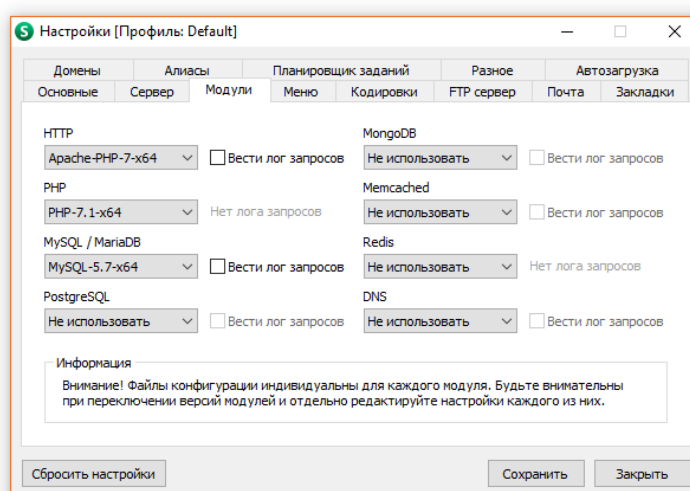 S Настройки [Профиль: Default]
Домены Алиасы Планировщик заданий Разное Автозагрузка
Основные Сервер Модули Меню Кодировки FTP сервер Почта Закладки
HTTP MongoDB
Apache-PHP-7-x64 Вести лог запросов Не использовать Вести лог запросов
PHP Memcached
PHP-7.1-x64 Нет лога запросов Не использовать Вести лог запросов
MySQL / MariaDB Redis
MySQL-5.7-x64 Вести лог запросов Не использовать Нет лога запросов
PostgreSQL DNS
Не использовать Вести лог запросов Не использовать Вести лог запросов
Информация
Внимание! Файлы конфигурации индивидуальны для каждого модуля. Будьте внимательны
при переключении версий модулей и отдельно редактируйте настройки каждого из них.
Сбросить настройки Сохранить Закрыть